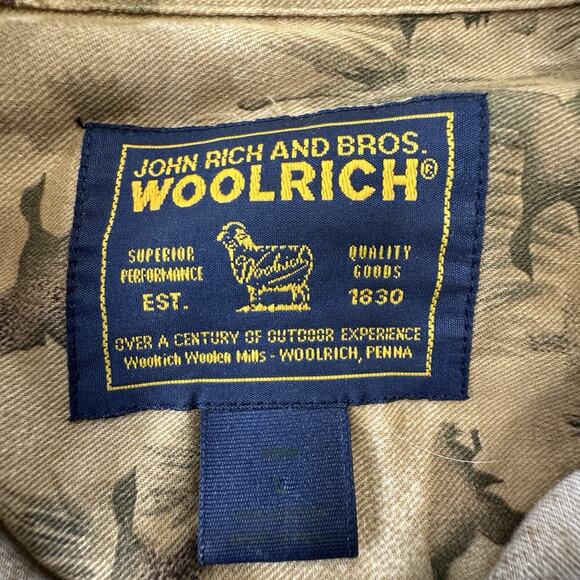 JOHN RICH AND BROS.
WOOLRICH®
SUPERIOR PERFORMANCE
Woolrich
QUALITY GOODS
EST.
1830
OVER A CENTURY OF OUTDOOR EXPERIENCE
Woolrich Woolen Mills - WOOLRICH, PENNA
L